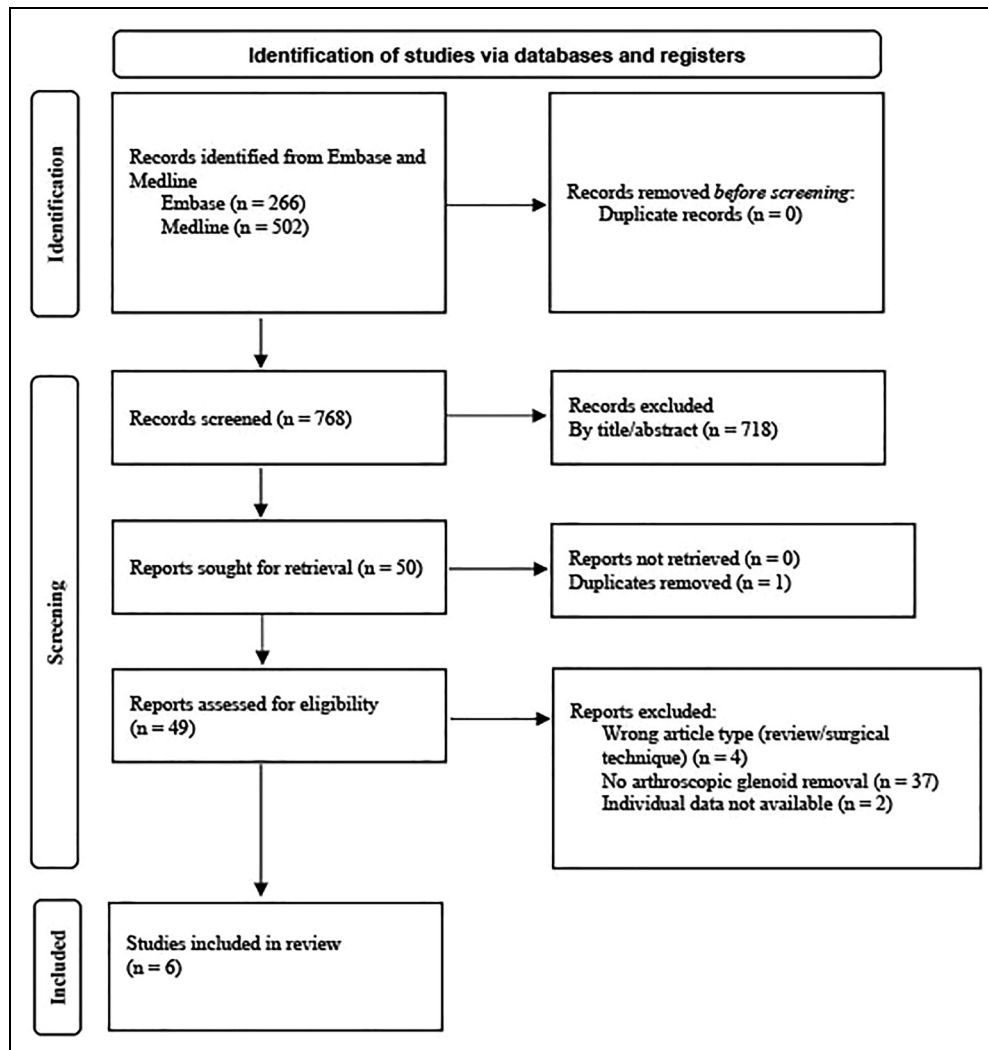 Identification of studies via databases and registers
Identification
Records identified from Embase and
Medline
Embase (n = 266)
Medline (n = 502)
Records removed before screening:
Duplicate records (n = 0)
Screening
Records screened (n = 768)
Records excluded
By title/abstract (n = 718)
Reports sought for retrieval (n = 50)
Reports not retrieved (n = 0)
Duplicates removed (n = 1)
Reports assessed for eligibility
(n = 49)
Reports excluded:
Wrong article type (review/surgical
technique) (n = 4)
No arthroscopic glenoid removal (n = 37)
Individual data not available (n = 2)
Included
Studies included in review
(n = 6)